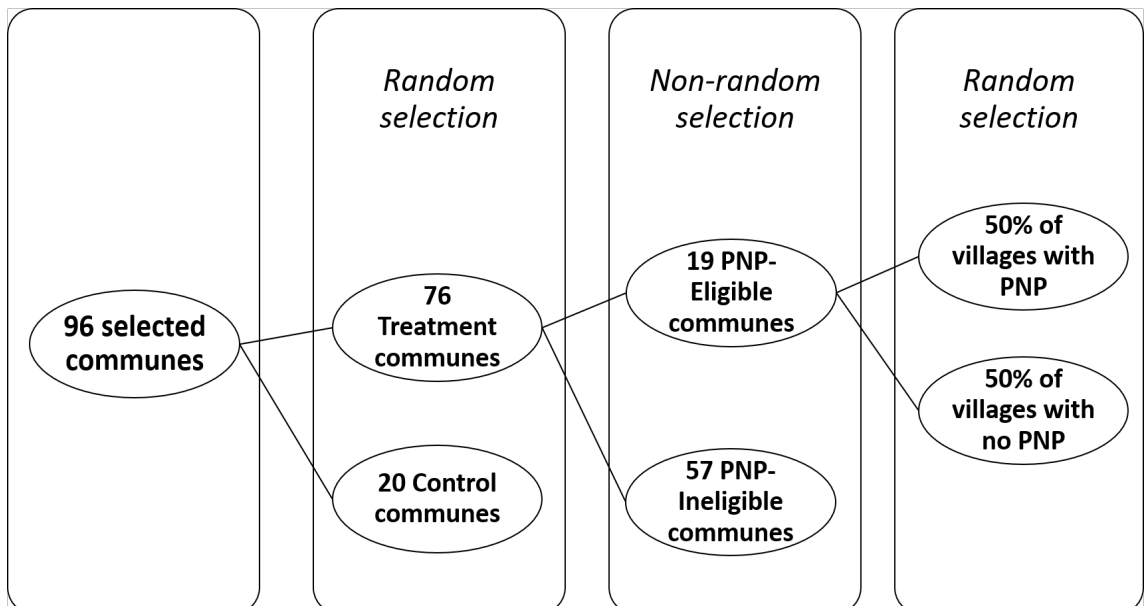 96 selected
communes
Random
selection
76
Treatment
communes
20 Control
communes
Non-random
selection
19 PNP-
Eligible
communes
57 PNP-
Ineligible
communes
Random
selection
50% of
villages with
PNP
50% of
villages with
no PNP